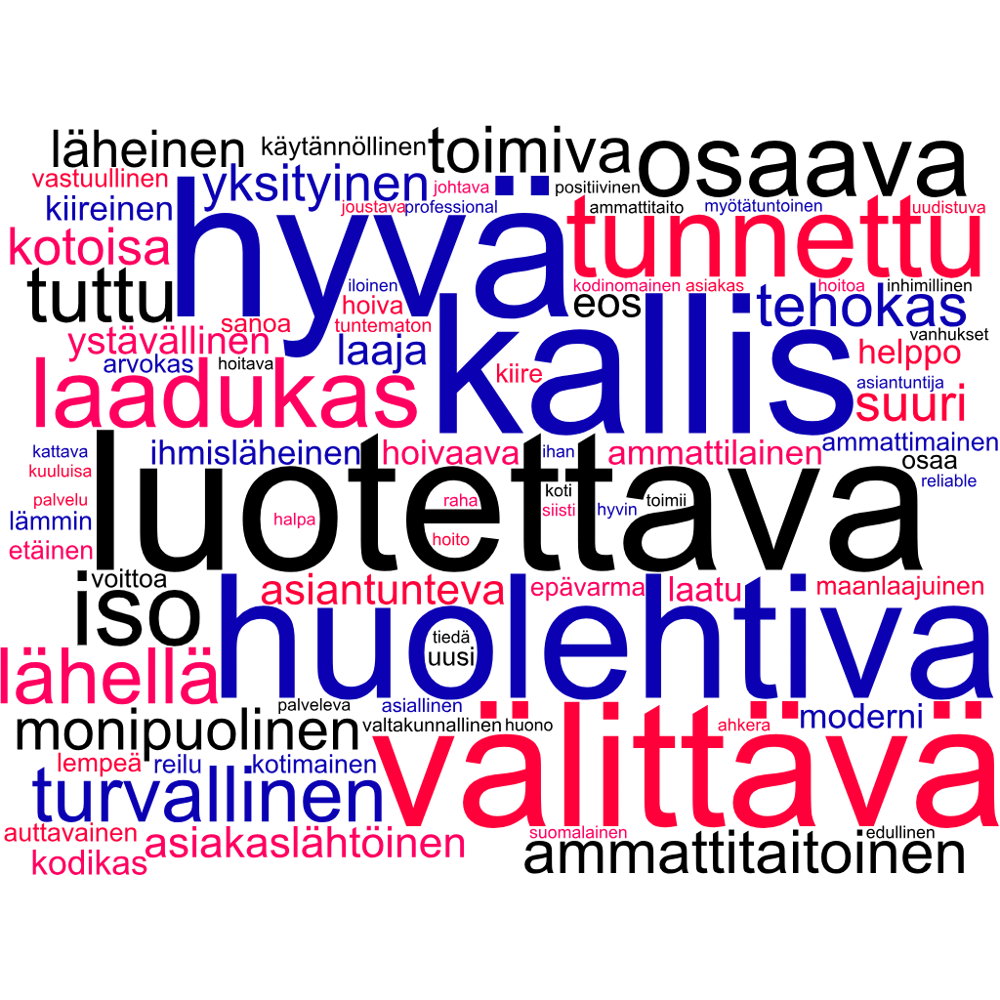 läheinen käytännöllinen toimiva osaava
vastuullinen yksityinen johtava positiivinen
kiireinen joustava professional ammattitaito myötätuntoinen uudistuva
kotoisa hyvä tunnettu
tuttu iloinen kodinomainen asiakas hoitoa inhimillinen
sanoa hoiva eos tehokas
ystävällinen tuntematon vanhukset
arvokas hoitava laaja kallis helppo
laadukas kiire asiantuntija
suuri
kattava ihmisläheinen hoivaava ihan ammattilainen ammattimainen
kuuluisa osaa
reliable
palvelu luotettava raha koti toimii
lämmin halpa siisti hyvin
etäinen hoito
voittoa asiantunteva epävarma laatu maanlaajuinen
iso huolehtiva
tiedä
lähellä uusi
palveleva asiallinen moderni
monipuolinen valtakunnallinen huono ahkera
lempeä reilu kotimainen välittävä
turvallinen
auttavainen asiakaslähtöinen suomalainen edullinen
kodikas ammattitaitoinen